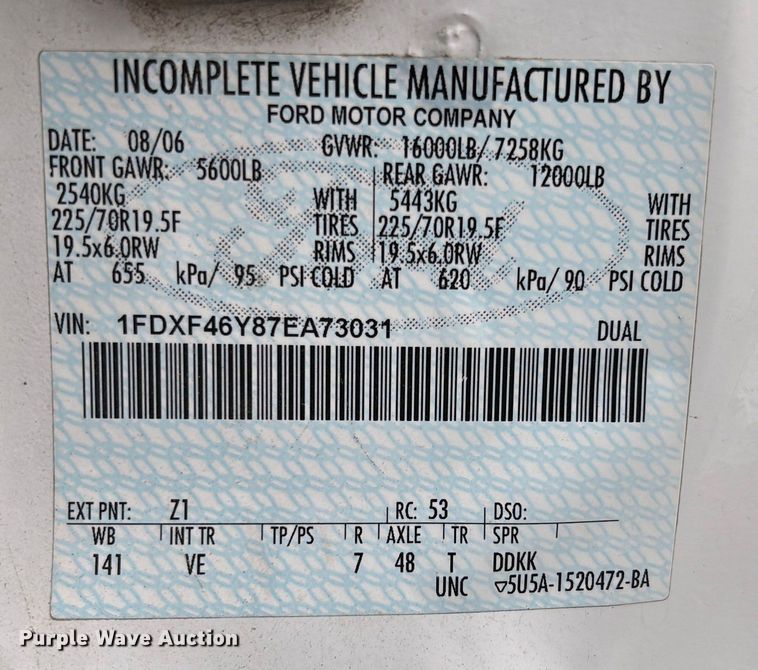 INCOMPLETE VEHICLE MANUFACTURED BY
FORD MOTOR COMPANY
DATE: 08/06 GVWR: 16000LB/ 7258KG
FRONT GAWR: 5600LB REAR GAWR: 12000LB
2540KG WITH 5443KG WITH
225/70R19.5F TIRES 225/70R19.5F TIRES
19.5x6.0RW RIMS 19.5x6.0RW RIMS
AT 655 kPa/ 95 PSI COLD AT 620 kPa/ 90 PSI COLD
VIN: 1FDXF46Y87EA73031 DUAL
EXT PNT: Z1 RC: 53 DSO:
WB INT TR TP/PS R AXLE TR SPR
141 VE 7 48 T DDKK
UNC ▽5U5A-1520472-BA
Purple Wave Auction